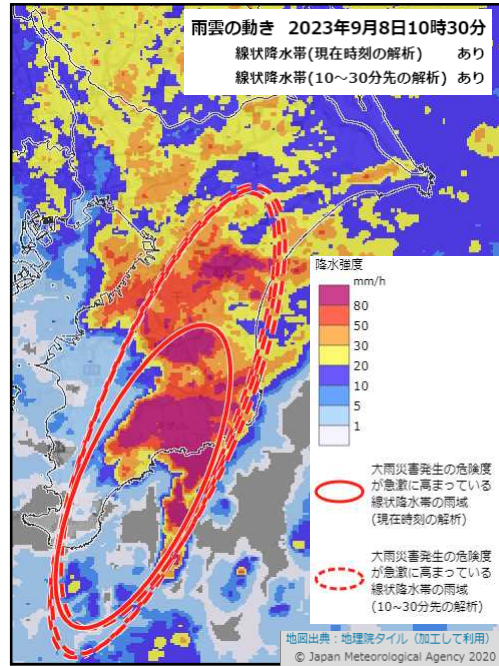 雨雲の動き 2023年9月8日10時30分
線状降水帯(現在時刻の解析) あり
線状降水帯(10～30分先の解析) あり
降水強度
mm/h
80
50
30
20
10
5
1
大雨災害発生の危険度
が急激に高まっている
線状降水帯の雨域
(現在時刻の解析)
大雨災害発生の危険度
が急激に高まっている
線状降水帯の雨域
(10~30分先の解析)
地図出典：地理院タイル（加工して利用）
© Japan Meteorological Agency 2020